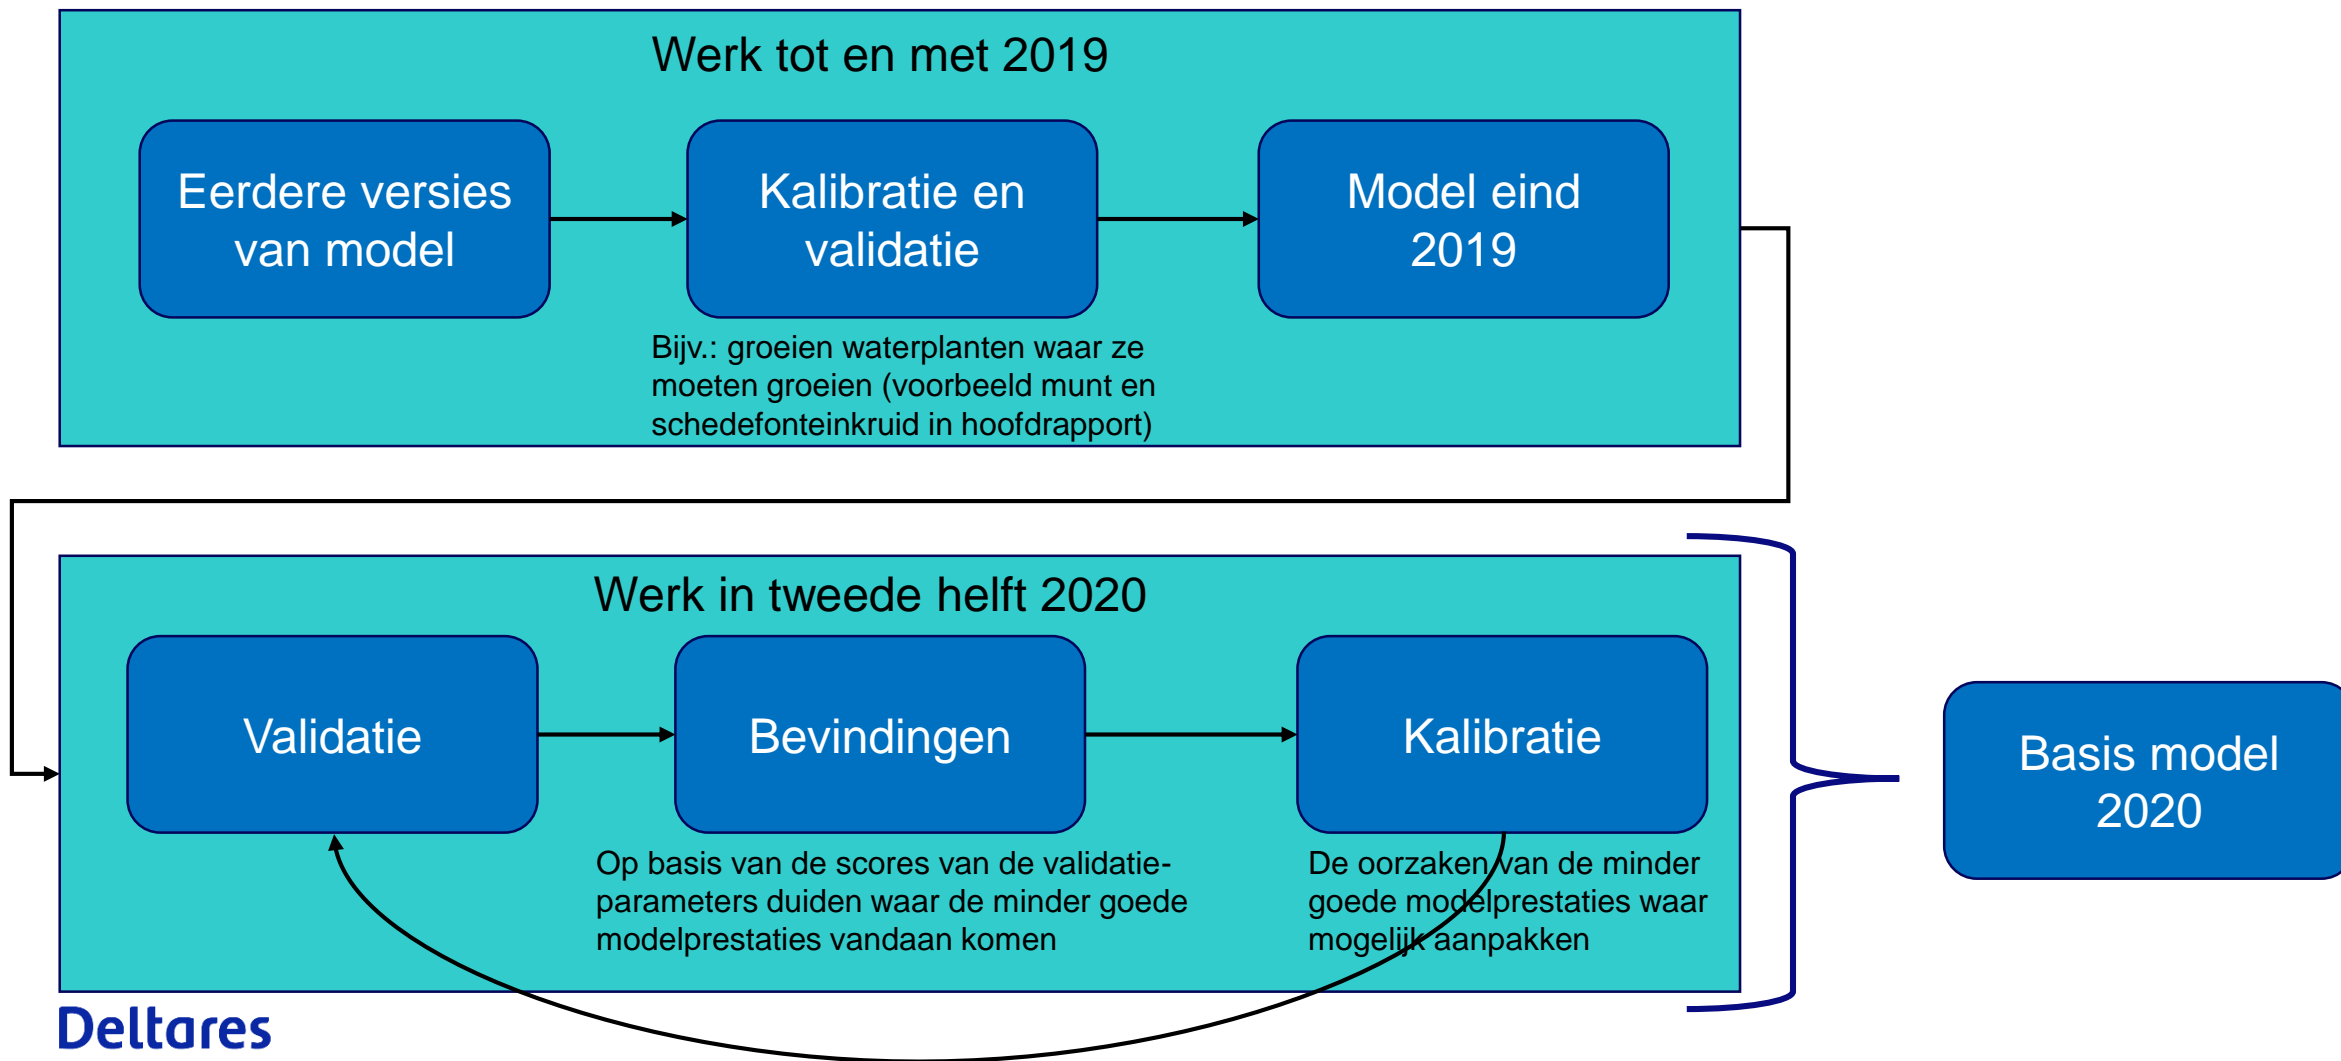 Werk tot en met 2019
Eerdere versies
van model
Kalibratie en
validatie
Model eind
2019
Bijv.: groeien waterplanten waar ze
moeten groeien (voorbeeld munt en
schedefonteinkruid in hoofdrapport)
Werk in tweede helft 2020
Validatie
Bevindingen
Kalibratie
Op basis van de scores van de validatie-
parameters duiden waar de minder goede
modelprestaties vandaan komen
De oorzaken van de minder
goede modelprestaties waar
mogelijk aanpakken
Basis model
2020
Deltares